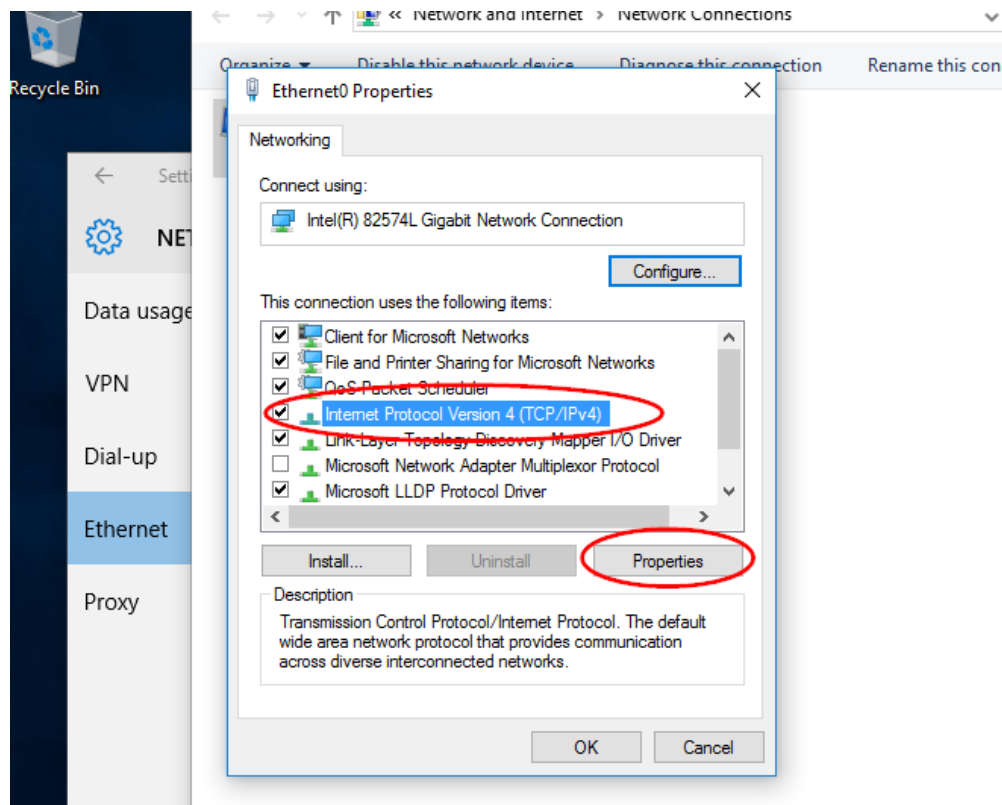 « Network and Internet > Network Connections
Recycle Bin
Organize Disable this network device Diagnose this connection Rename this con
Ethernet0 Properties
Networking
Connect using:
Intel(R) 82574L Gigabit Network Connection
Configure...
This connection uses the following items:
Client for Microsoft Networks
File and Printer Sharing for Microsoft Networks
QoS Packet Scheduler
Internet Protocol Version 4 (TCP/IPv4)
Link-Layer Topology Discovery Mapper I/O Driver
Microsoft Network Adapter Multiplexor Protocol
Microsoft LLDP Protocol Driver
Install... Uninstall Properties
Description
Transmission Control Protocol/Internet Protocol. The default
wide area network protocol that provides communication
across diverse interconnected networks.
OK Cancel
Setti
NET
Data usage
VPN
Dial-up
Ethernet
Proxy